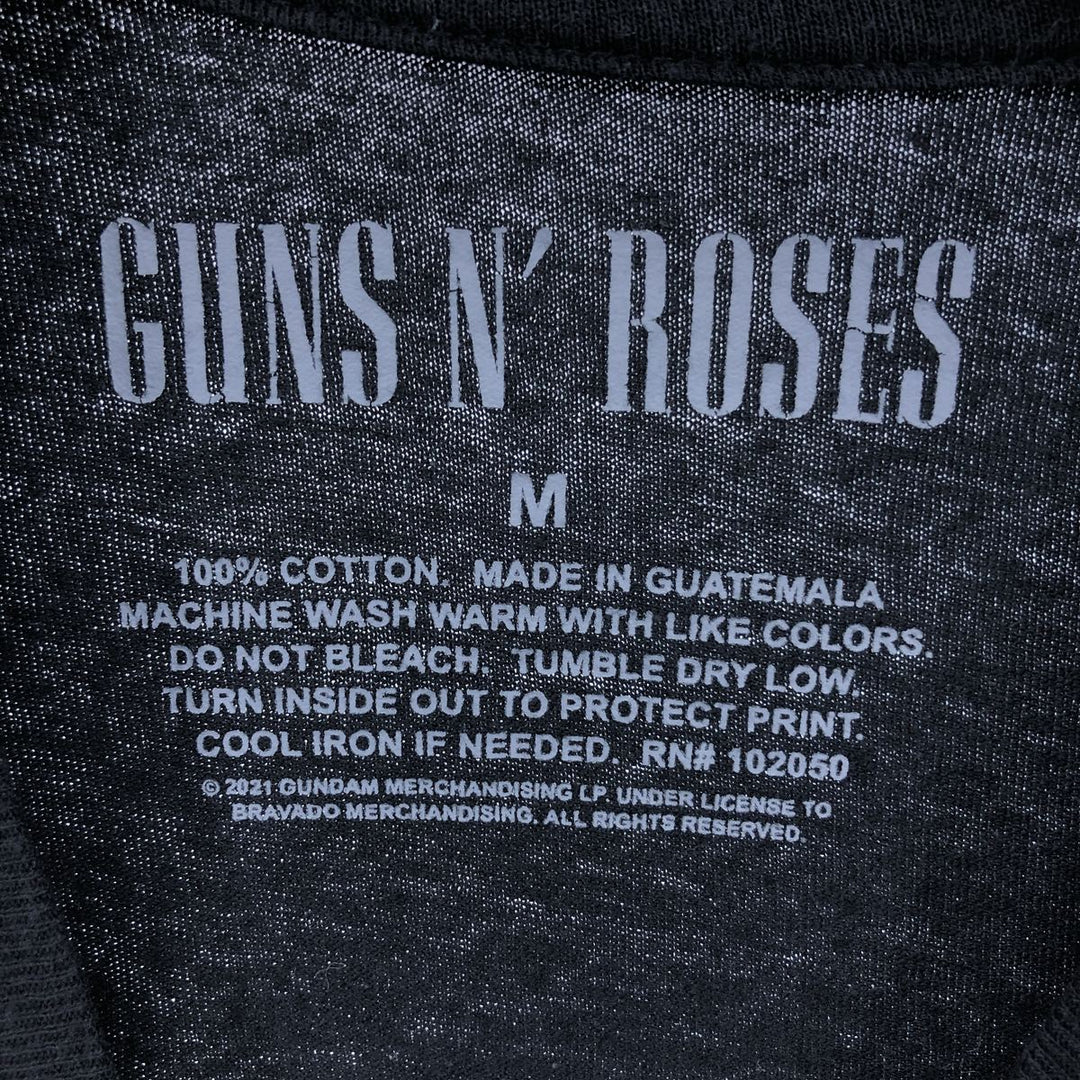 GUNS N' ROSES
M
100% COTTON. MADE IN GUATEMALA
MACHINE WASH WARM WITH LIKE COLORS.
DO NOT BLEACH. TUMBLE DRY LOW.
TURN INSIDE OUT TO PROTECT PRINT.
COOL IRON IF NEEDED. RN# 102050
© 2021 GUNDAM MERCHANDISING LP. UNDER LICENSE TO
BRAVADO MERCHANDISING. ALL RIGHTS RESERVED.